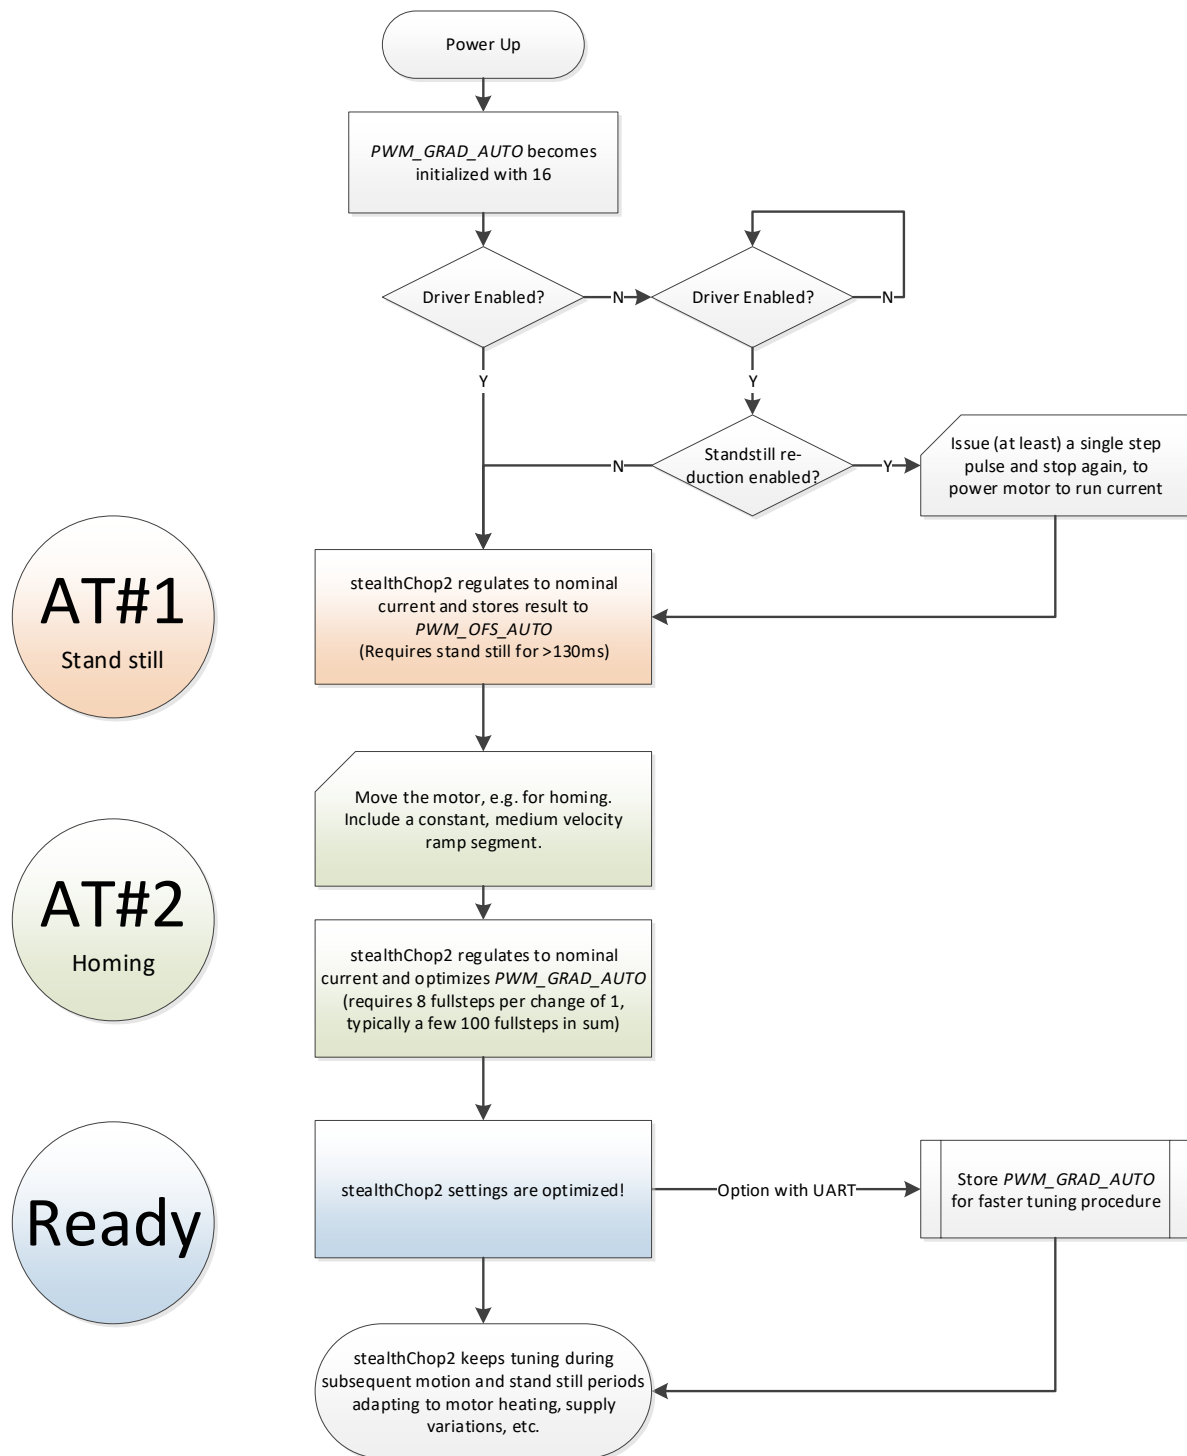 Power Up
PWM_GRAD_AUTO becomes
initialized with 16
Driver Enabled?
N
Driver Enabled?
N
Y
Y
Standstill re-
duction enabled?
N
Y
Issue (at least) a single step
pulse and stop again, to
power motor to run current
AT#1
Stand still
stealthChop2 regulates to nominal
current and stores result to
PWM_OFS_AUTO
(Requires stand still for >130ms)
Move the motor, e.g. for homing.
Include a constant, medium velocity
ramp segment.
AT#2
Homing
stealthChop2 regulates to nominal
current and optimizes PWM_GRAD_AUTO
(requires 8 fullsteps per change of 1,
typically a few 100 fullsteps in sum)
Ready
stealthChop2 settings are optimized!
Option with UART
Store PWM_GRAD_AUTO
for faster tuning procedure
stealthChop2 keeps tuning during
subsequent motion and stand still periods
adapting to motor heating, supply
variations, etc.